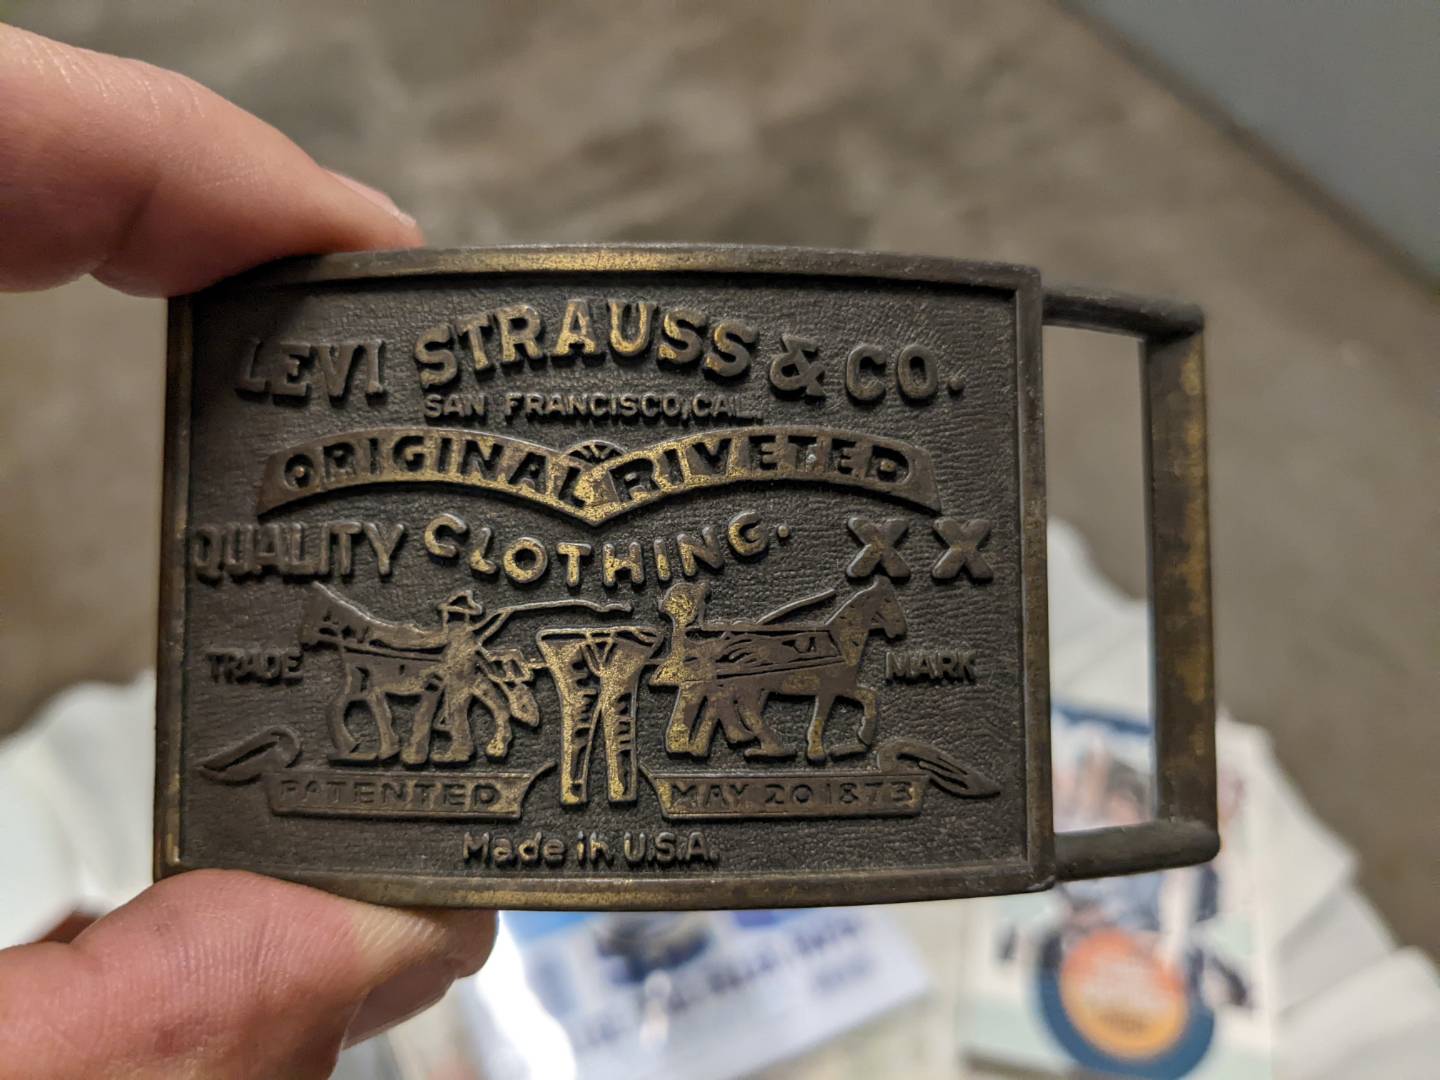 LEVI STRAUSS & CO.
SAN FRANCISCO, CAL.
ORIGINAL RIVETED
QUALITY CLOTHING. XX
TRADE MARK
PATENTED MAY 20 1873
Made in U.S.A.